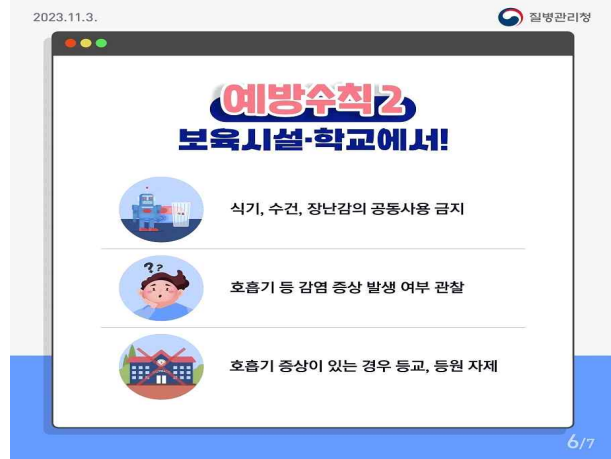 2023.11.3.
질병관리청
예방수칙 2
보육시설·학교에서!
식기, 수건, 장난감의 공동사용 금지
??
호흡기 등 감염 증상 발생 여부 관찰
호흡기 증상이 있는 경우 등교, 등원 자제
6/7